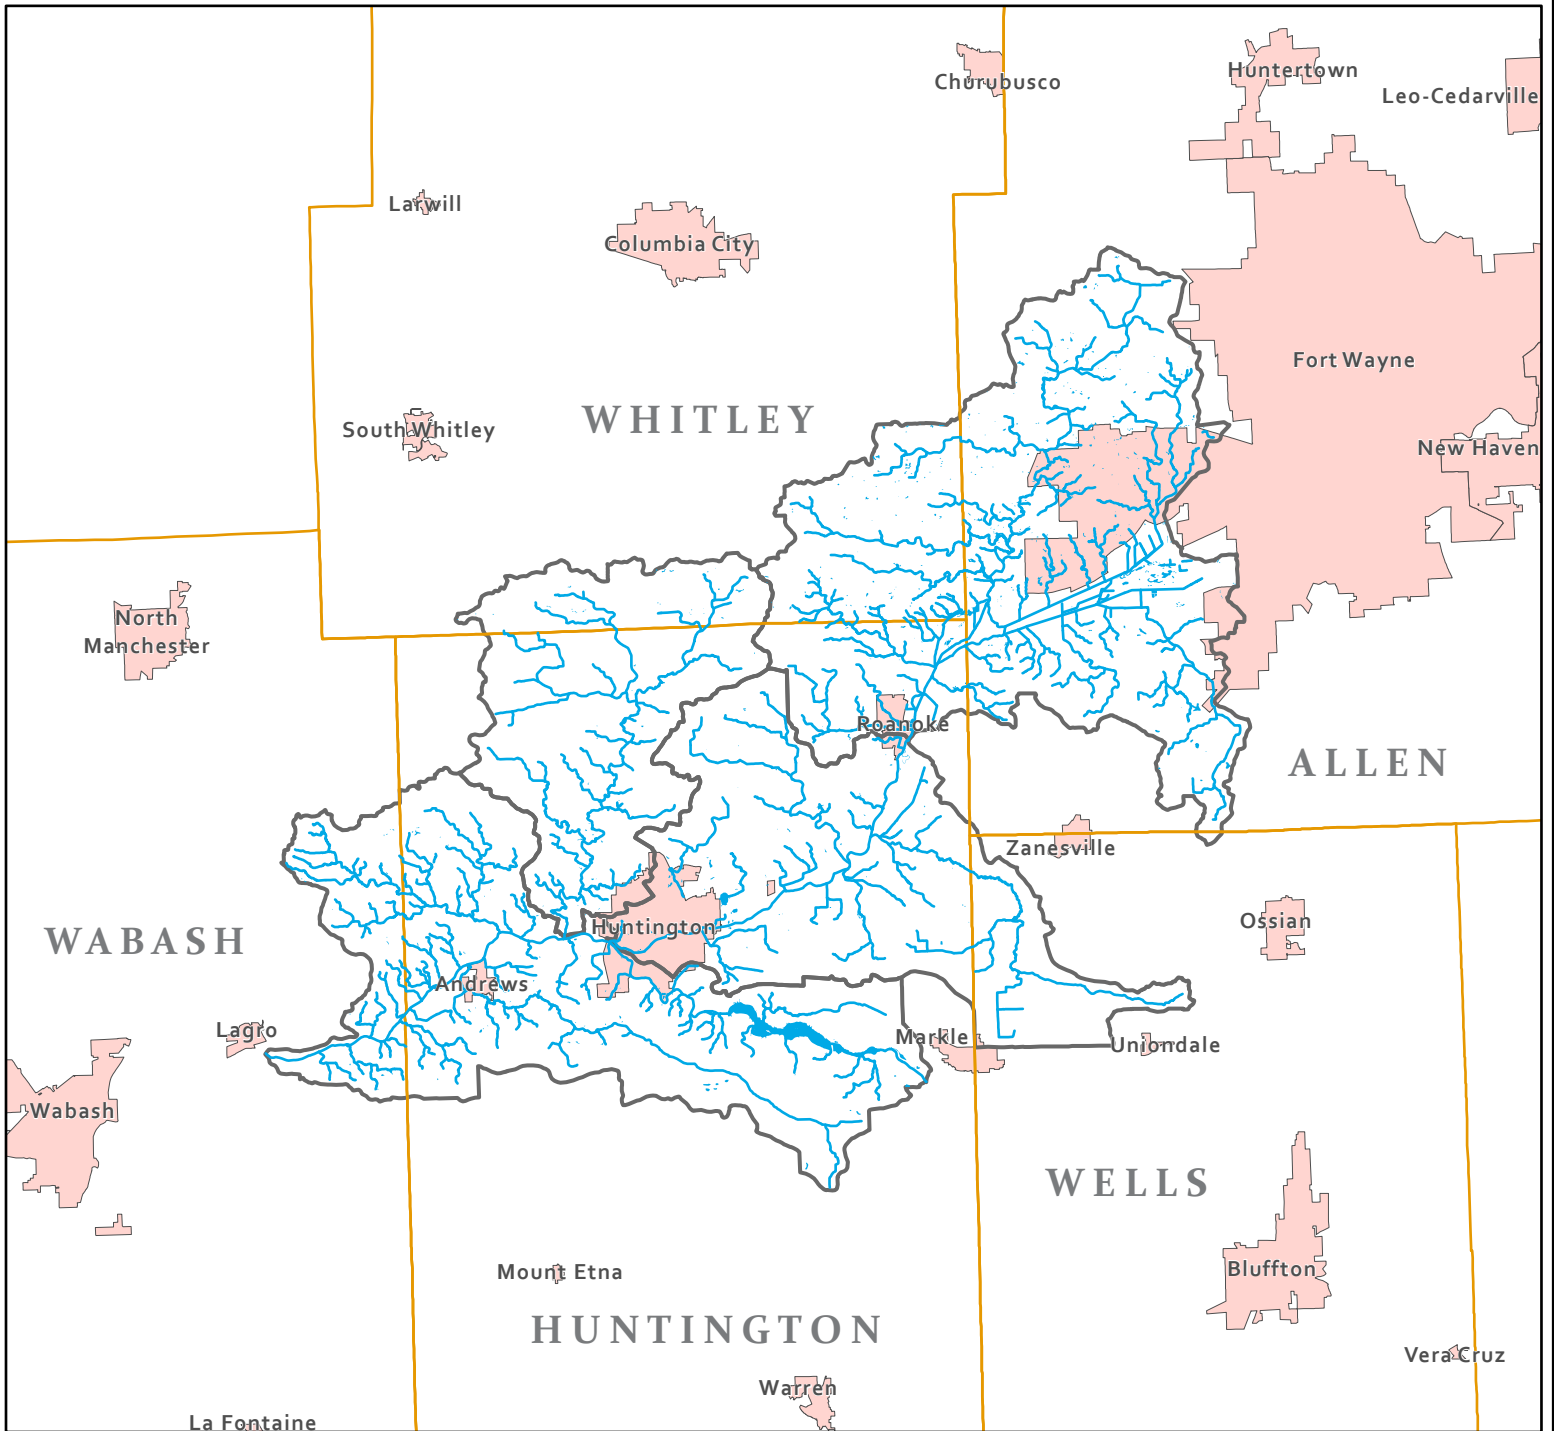 Huntertown
Churubusco
Leo-Cedarville
Larwill
Columbia City
Fort Wayne
WHITLEY
South Whitley
New Haven
North
Manchester
Roanoke
ALLEN
Zanesville
Ossian
Huntington
WABASH
Andrews
Lagro
Markle
Uniondale
Wabash
WELLS
Bluffton
Mount Etna
HUNTINGTON
Vera Cruz
Warren
La Fontaine